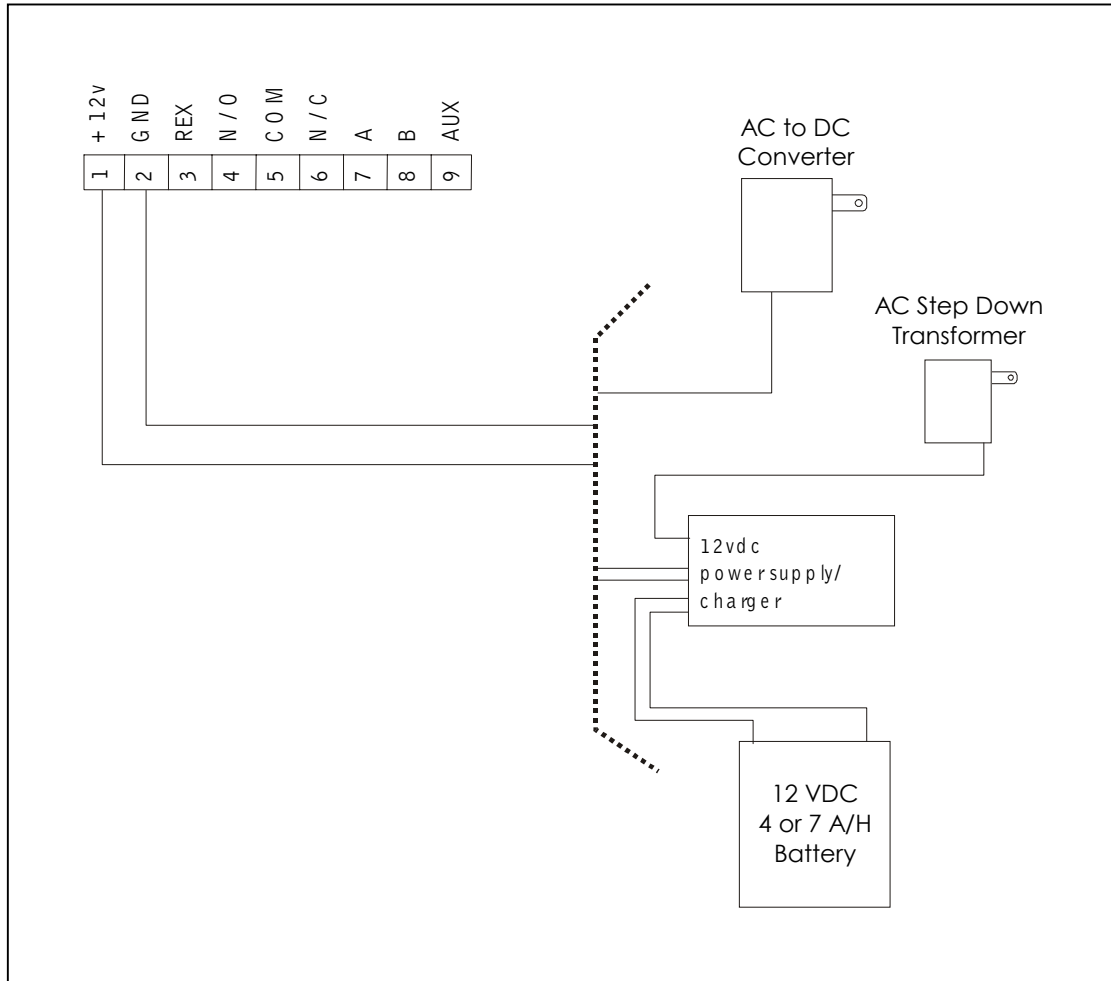 +12v
GND
REX
N/O
COM
N/C
A
B
AUX
1
2
3
4
5
6
7
8
9
AC to DC
Converter
AC Step Down
Transformer
12vdc
powersupply/
charger
12 VDC
4 or 7 A/H
Battery